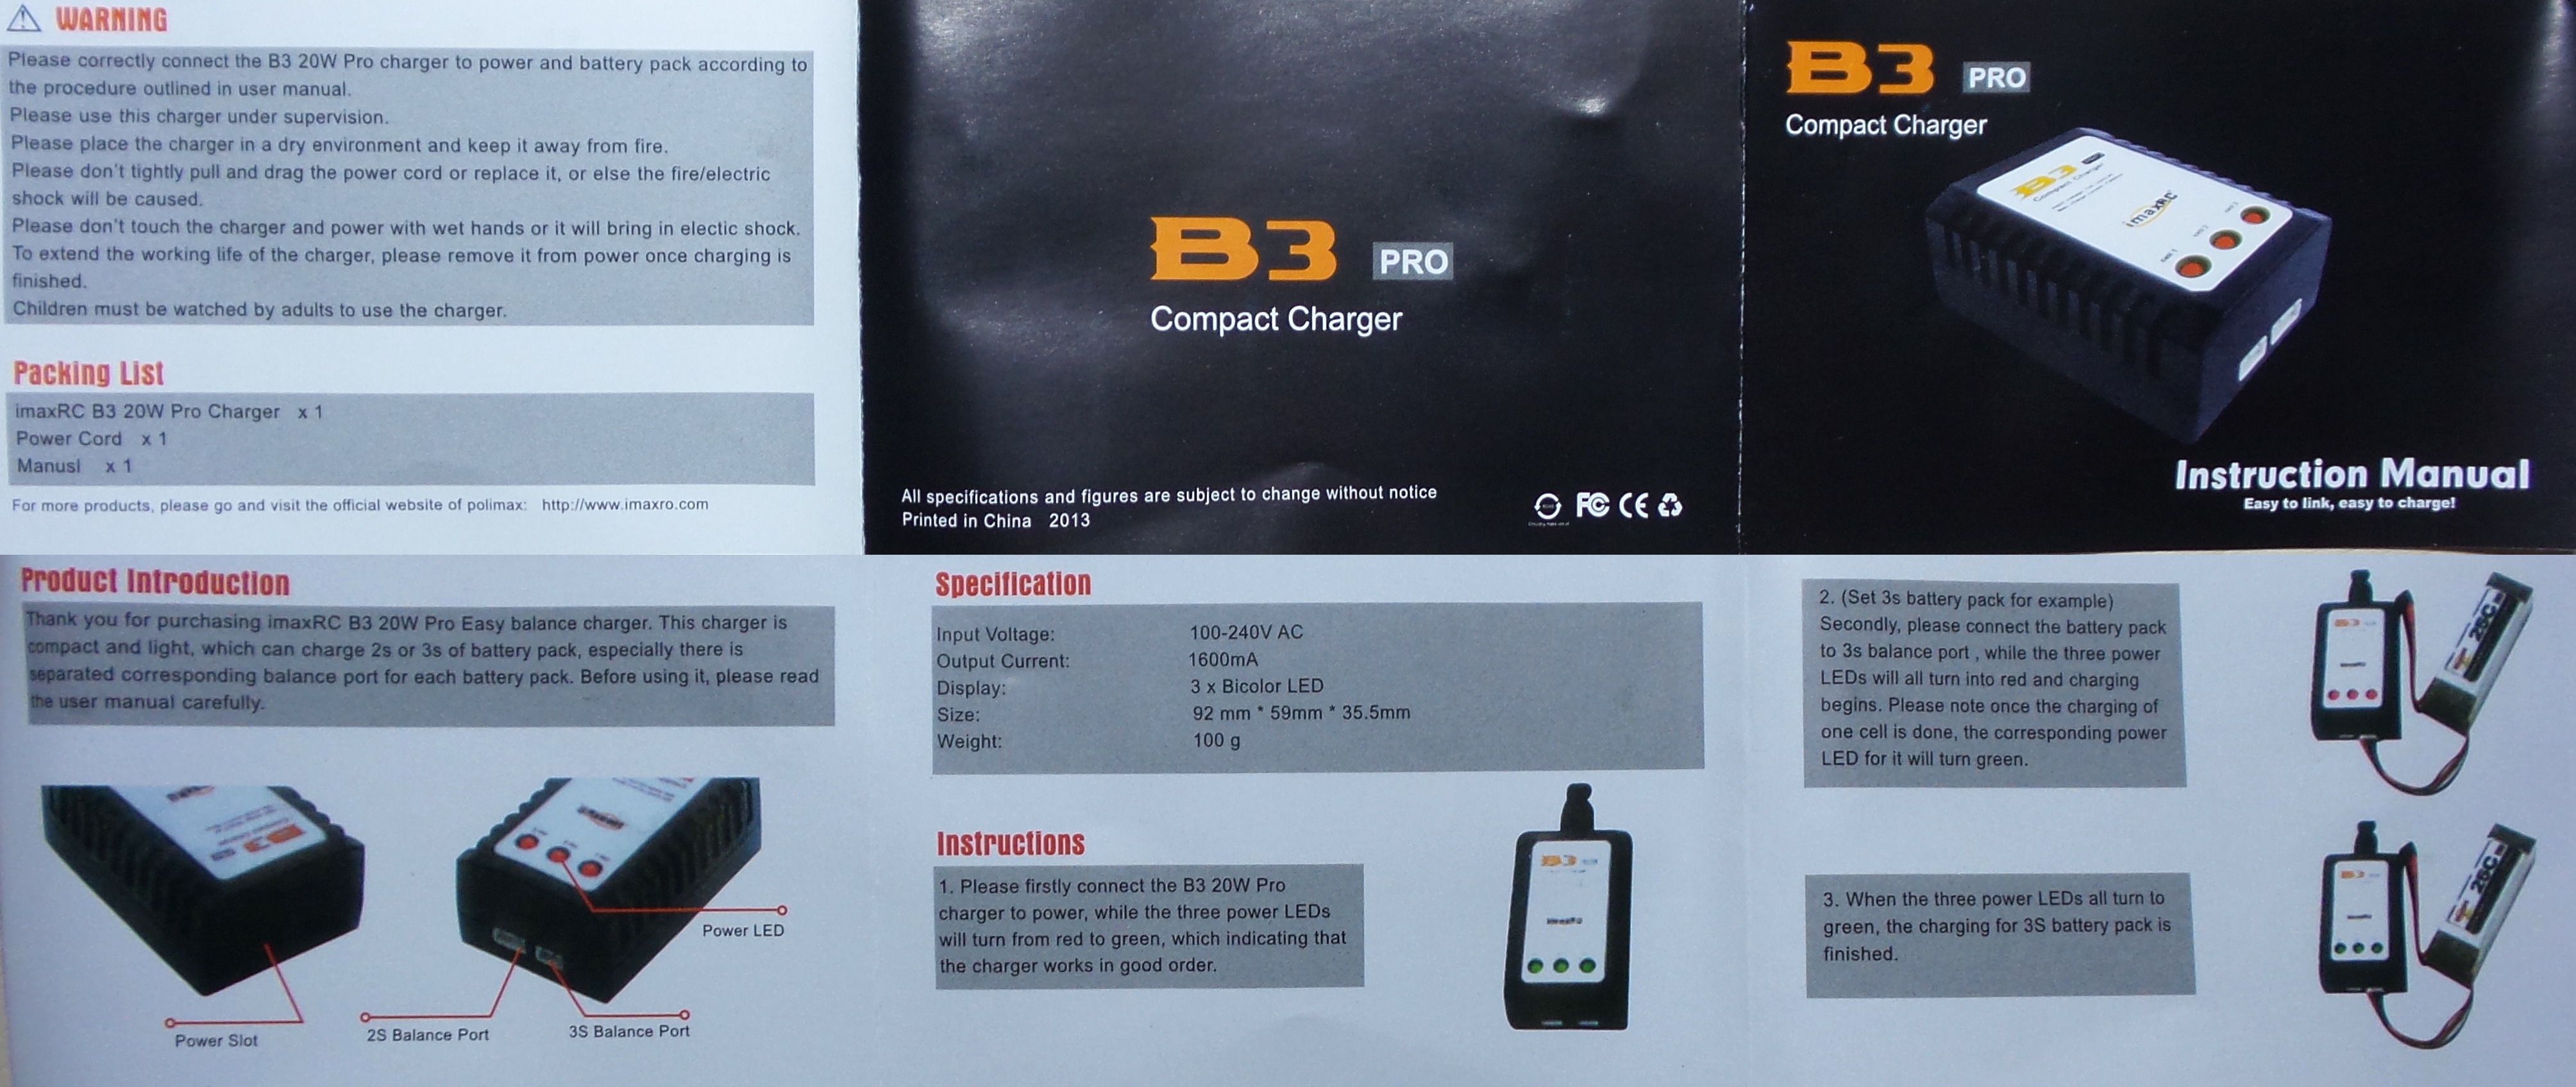 WARNING
Please correctly connect the B3 20W Pro charger to power and battery pack according to
the procedure outlined in user manual.
Please use this charger under supervision.
Please place the charger in a dry environment and keep it away from fire.
Please don't tightly pull and drag the power cord or replace it, or else the fire/electric
shock will be caused.
Please don't touch the charger and power with wet hands or it will bring in electic shock.
To extend the working life of the charger, please remove it from power once charging is
finished.
Children must be watched by adults to use the charger.
Packing List
imaxRC B3 20W Pro Charger x 1
Power Cord x 1
Manusl x 1
For more products, please go and visit the official website of polimax: http://www.imaxro.com
B3 PRO
Compact Charger
All specifications and figures are subject to change without notice
Printed in China 2013
FC CE
B3 PRO
Compact Charger
B3
Compact Charger
imaxRC
Instruction Manual
Easy to link, easy to charge!
Product Introduction
Thank you for purchasing imaxRC B3 20W Pro Easy balance charger. This charger is
compact and light, which can charge 2s or 3s of battery pack, especially there is
separated corresponding balance port for each battery pack. Before using it, please read
the user manual carefully.
Power LED
Power Slot
2S Balance Port
3S Balance Port
Specification
Input Voltage: 100-240V AC
Output Current: 1600mA
Display: 3 x Bicolor LED
Size: 92 mm * 59mm * 35.5mm
Weight: 100 g
Instructions
1. Please firstly connect the B3 20W Pro
charger to power, while the three power LEDs
will turn from red to green, which indicating that
the charger works in good order.
B3
2. (Set 3s battery pack for example)
Secondly, please connect the battery pack
to 3s balance port , while the three power
LEDs will all turn into red and charging
begins. Please note once the charging of
one cell is done, the corresponding power
LED for it will turn green.
B3
25C
3. When the three power LEDs all turn to
green, the charging for 3S battery pack is
finished.
B3
25C